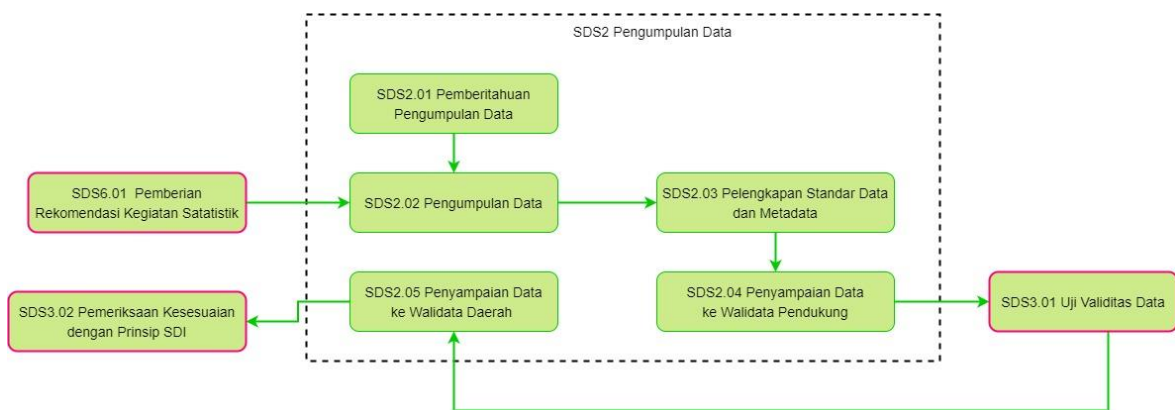 SDS2 Pengumpulan Data
SDS2.01 Pemberitahuan
Pengumpulan Data
SDS6.01 Pemberian
Rekomendasi Kegiatan Satatistik
SDS2.02 Pengumpulan Data
SDS2.03 Pelengkapan Standar Data
dan Metadata
SDS3.02 Pemeriksaan Kesesuaian
dengan Prinsip SDI
SDS2.05 Penyampaian Data
ke Walidata Daerah
SDS2.04 Penyampaian Data
ke Walidata Pendukung
SDS3.01 Uji Validitas Data